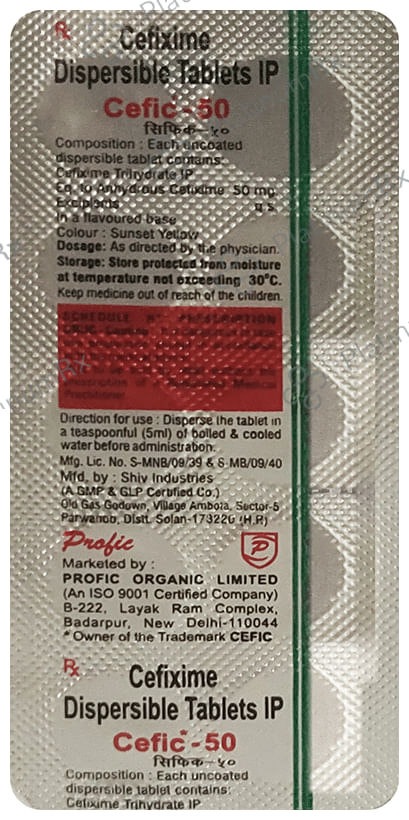 Rx
Cefixime
Dispersible Tablets IP
Cefic - 50
सिफिक-५०
Composition : Each uncoated
dispersible tablet contains:
Cefixime Trihydrate IP
Eq. to Anhydrous Cefixime 50 mg
Excipients q.s.
In a flavoured base
Colour : Sunset Yellow
Dosage: As directed by the physician.
Storage: Store protected from moisture
at temperature not exceeding 30°C.
Keep medicine out of reach of the children.
SCHEDULE PRESCRIPTION
Medical
Practitioner
Direction for use : Disperse the tablet in
a teaspoonful (5ml) of boiled & cooled
water before administration.
Mfg. Lic. No. S-MNB/09/39 & S-MB/09/40
Mfd. by : Shiv Industries
(A GMP & GLP Certified Co.)
Old Gas Godown, Village Ambota, Sector-5
Parwanoo, Distt. Solan-173220 (H.P.)
Profic
P
Marketed by :
PROFIC ORGANIC LIMITED
(An ISO 9001 Certified Company)
B-222, Layak Ram Complex,
Badarpur, New Delhi-110044
* Owner of the Trademark CEFIC
Rx
Cefixime
Dispersible Tablets IP
Cefic* - 50
सिफिक-५०
Composition : Each uncoated
dispersible tablet contains:
Cefixime Trihydrate IP